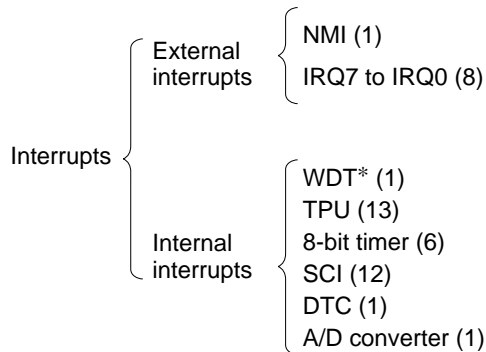 External
interrupts
NMI (1)
IRQ7 to IRQ0 (8)
Interrupts
Internal
interrupts
WDT* (1)
TPU (13)
8-bit timer (6)
SCI (12)
DTC (1)
A/D converter (1)